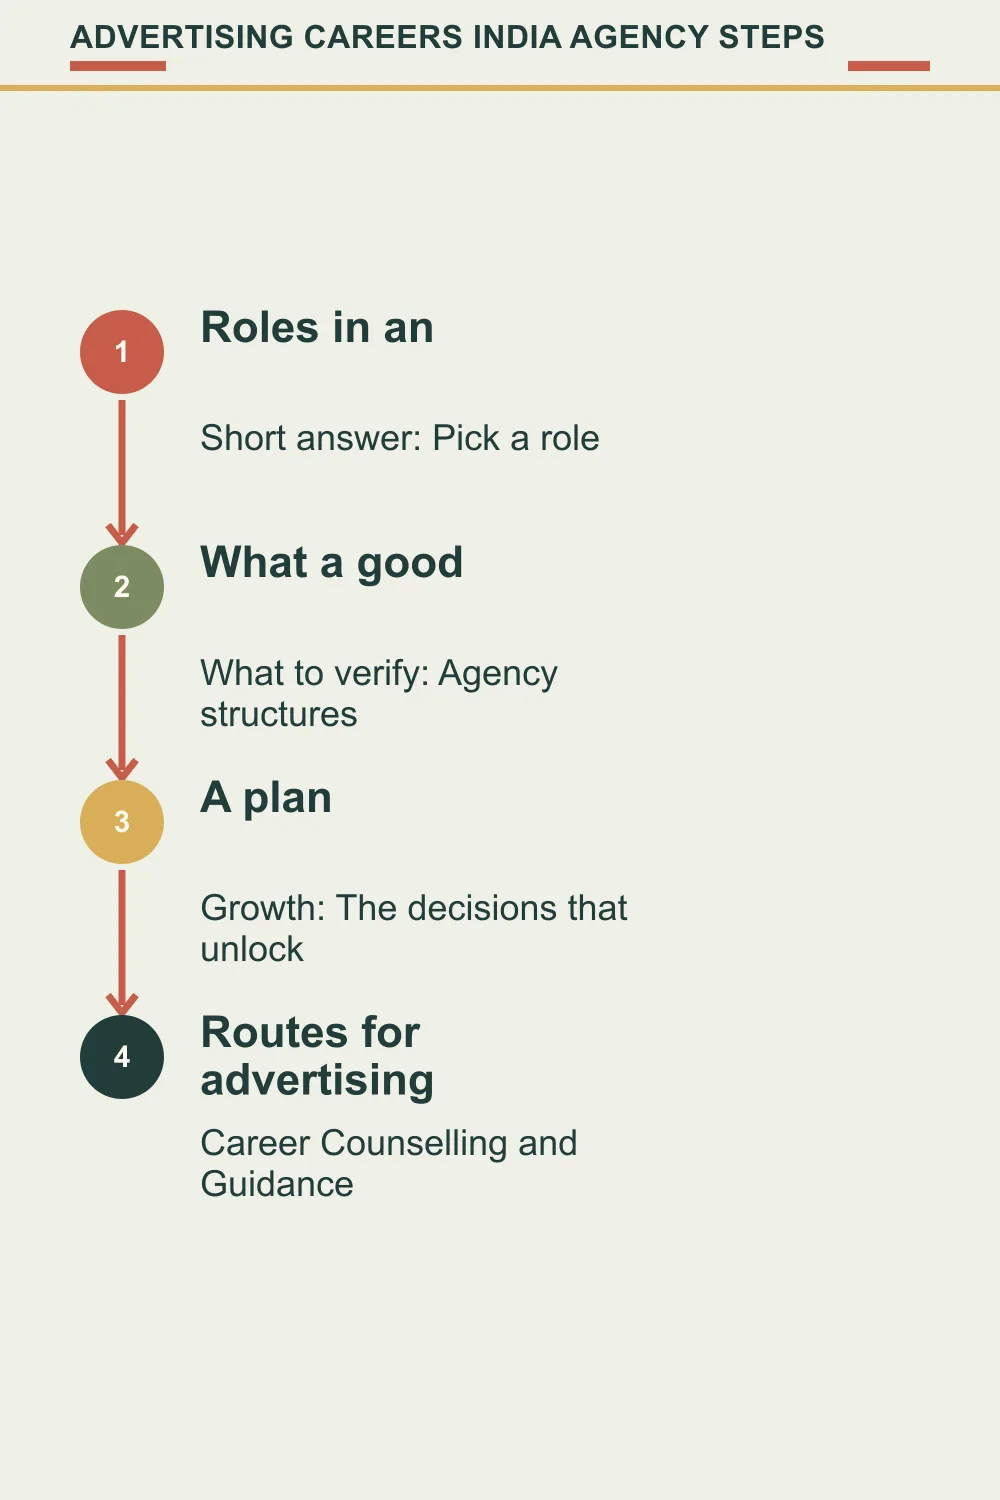 ADVERTISING CAREERS INDIA AGENCY STEPS
1
Roles in an
Short answer: Pick a role
2
What a good
What to verify: Agency
structures
3
A plan
Growth: The decisions that
unlock
4
Routes for
advertising
Career Counselling and
Guidance